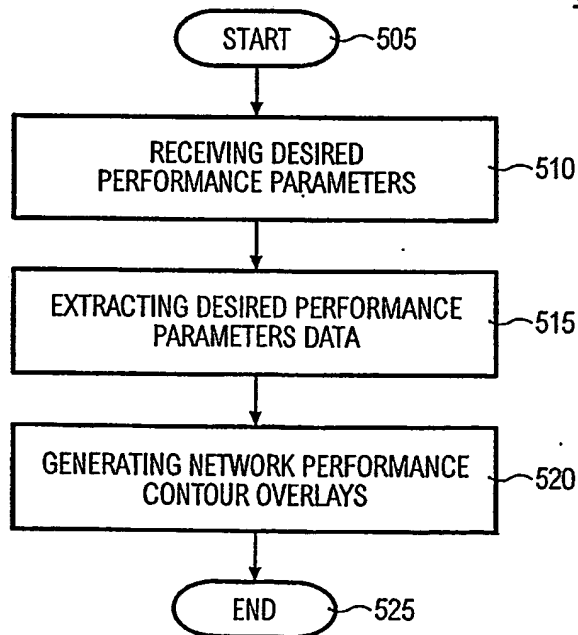 START
505
RECEIVING DESIRED
PERFORMANCE PARAMETERS
510
EXTRACTING DESIRED PERFORMANCE
PARAMETERS DATA
515
GENERATING NETWORK PERFORMANCE
CONTOUR OVERLAYS
520
END
525